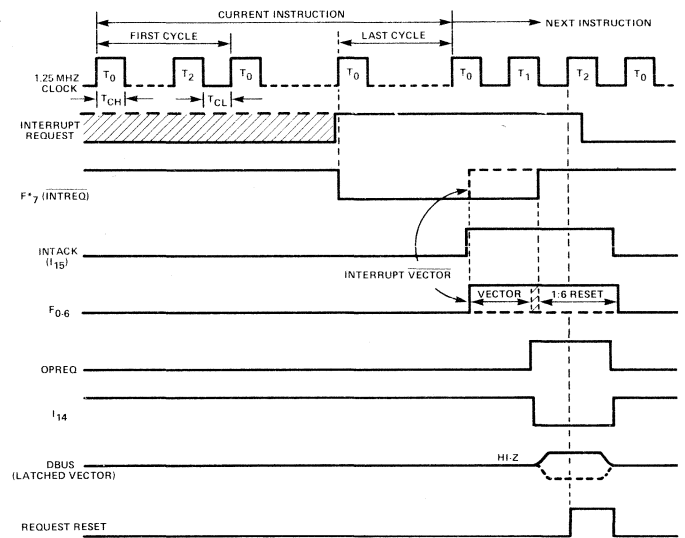 CURRENT INSTRUCTION
NEXT INSTRUCTION
FIRST CYCLE
LAST CYCLE
1.25 MHZ
CLOCK
T0 T2 T0 T0 T0 T1 T2 T0
TCH
TCL
INTERRUPT
REQUEST
F*7 (INTREQ)
INTACK
(I15)
INTERRUPT VECTOR
F0-6
VECTOR
1:6 RESET
OPREQ
I14
HI-Z
DBUS
(LATCHED VECTOR)
REQUEST RESET